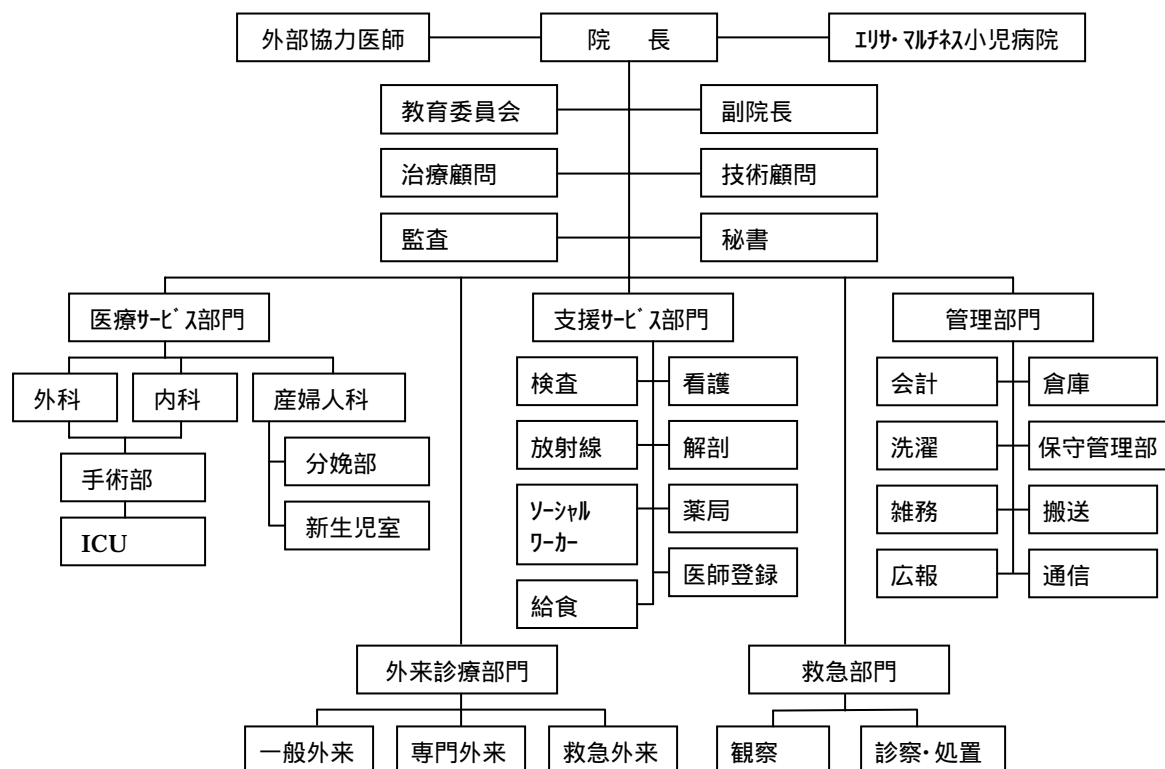 外部協力医師
院　長
ｴﾘｻ･ﾏﾙﾁﾈｽ小児病院
教育委員会
副院長
治療顧問
技術顧問
監査
秘書
医療ｻｰﾋﾞｽ部門
支援ｻｰﾋﾞｽ部門
管理部門
外科
内科
産婦人科
検査
看護
会計
倉庫
分娩部
放射線
解剖
洗濯
保守管理部
手術部
ｿｰｼｬﾙ
ﾜｰｶｰ
薬局
雑務
搬送
新生児室
ICU
医師登録
広報
通信
給食
外来診療部門
救急部門
一般外来
専門外来
救急外来
観察
診察･処置